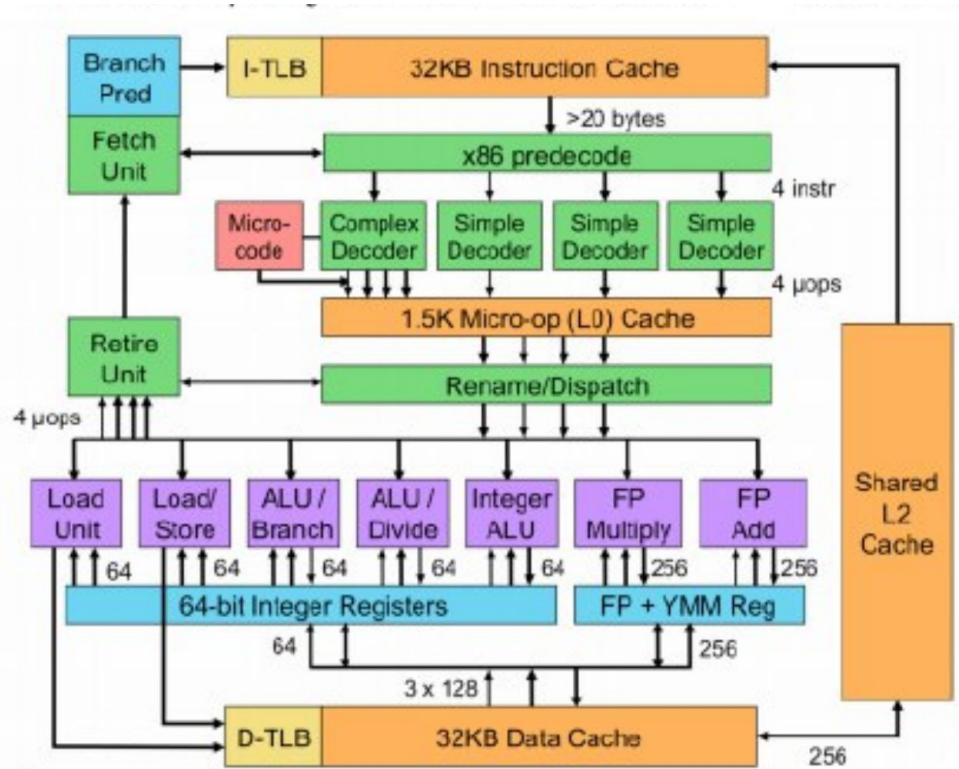 Branch
Pred
I-TLB
32KB Instruction Cache
>20 bytes
Fetch
Unit
x86 predecode
4 instr
Micro-
code
Complex
Decoder
Simple
Decoder
Simple
Decoder
Simple
Decoder
4 µops
1.5K Micro-op (L0) Cache
Retire
Unit
Rename/Dispatch
4 µops
Load
Unit
Load/
Store
ALU /
Branch
ALU /
Divide
Integer
ALU
FP
Multiply
FP
Add
Shared
L2
Cache
64
64
64
64
64
256
256
64-bit Integer Registers
FP + YMM Reg
64
256
3 x 128
D-TLB
32KB Data Cache
256